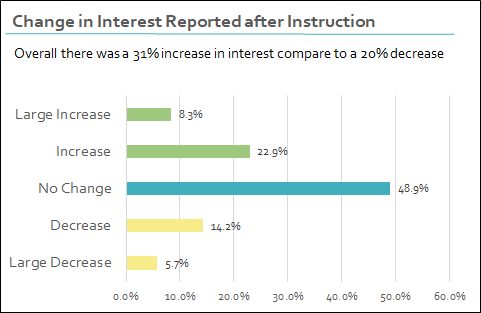 Change in Interest Reported after Instruction
Overall there was a 31% increase in interest compare to a 20% decrease
Large Increase 8.3%
Increase 22.9%
No Change 48.9%
Decrease 14.2%
Large Decrease 5.7%
0.0% 10.0% 20.0% 30.0% 40.0% 50.0% 60.0%